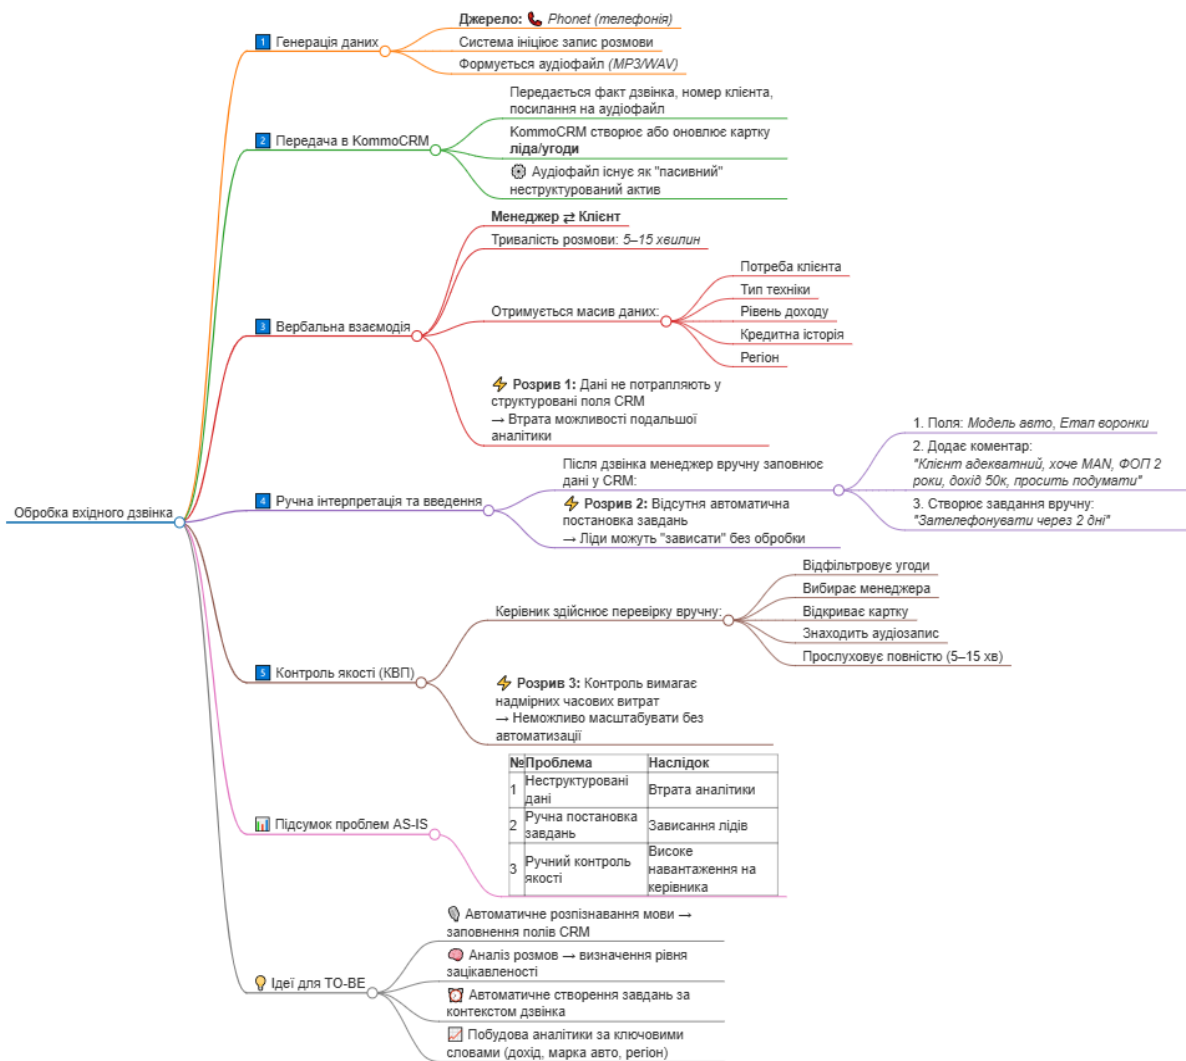 Обробка вхідного дзвінка
1 Генерація даних
Джерело: 📞 Phonet (телефонія)
Система ініціює запис розмови
Формується аудіофайл (MP3/WAV)
2 Передача в KommoCRM
Передається факт дзвінка, номер клієнта,
посилання на аудіофайл
KommoCRM створює або оновлює картку
ліда/угоди
Аудіофайл існує як "пасивний"
неструктурований актив
3 Вербальна взаємодія
Менеджер ⇄ Клієнт
Тривалість розмови: 5–15 хвилин
Отримується масив даних:
Потреба клієнта
Тип техніки
Рівень доходу
Кредитна історія
Регіон
⚡ Розрив 1: Дані не потрапляють у
структуровані поля CRM
→ Втрата можливості подальшої
аналітики
4 Ручна інтерпретація та введення
Після дзвінка менеджер вручну заповнює
дані у CRM:
1. Поля: Модель авто, Етап воронки
2. Додає коментар:
"Клієнт адекватний, хоче MAN, ФОП 2
роки, дохід 50к, просить подумати"
3. Створює завдання вручну:
"Зателефонувати через 2 дні"
⚡ Розрив 2: Відсутня автоматична
постановка завдань
→ Ліди можуть "зависати" без обробки
5 Контроль якості (КВП)
Керівник здійснює перевірку вручну:
Відфільтровує угоди
Вибирає менеджера
Відкриває картку
Знаходить аудіозапис
Прослуховує повністю (5–15 хв)
⚡ Розрив 3: Контроль вимагає
надмірних часових витрат
→ Неможливо масштабувати без
автоматизації
📊 Підсумок проблем AS-IS
№ Проблема Наслідок
1 Неструктуровані дані Втрата аналітики
2 Ручна постановка завдань Зависання лідів
3 Ручний контроль якості Високе навантаження на керівника
💡 Ідеї для TO-BE
Автоматичне розпізнавання мови →
заповнення полів CRM
🧠 Аналіз розмов → визначення рівня
зацікавленості
⏰ Автоматичне створення завдань за
контекстом дзвінка
📈 Побудова аналітики за ключовими
словами (дохід, марка авто, регіон)